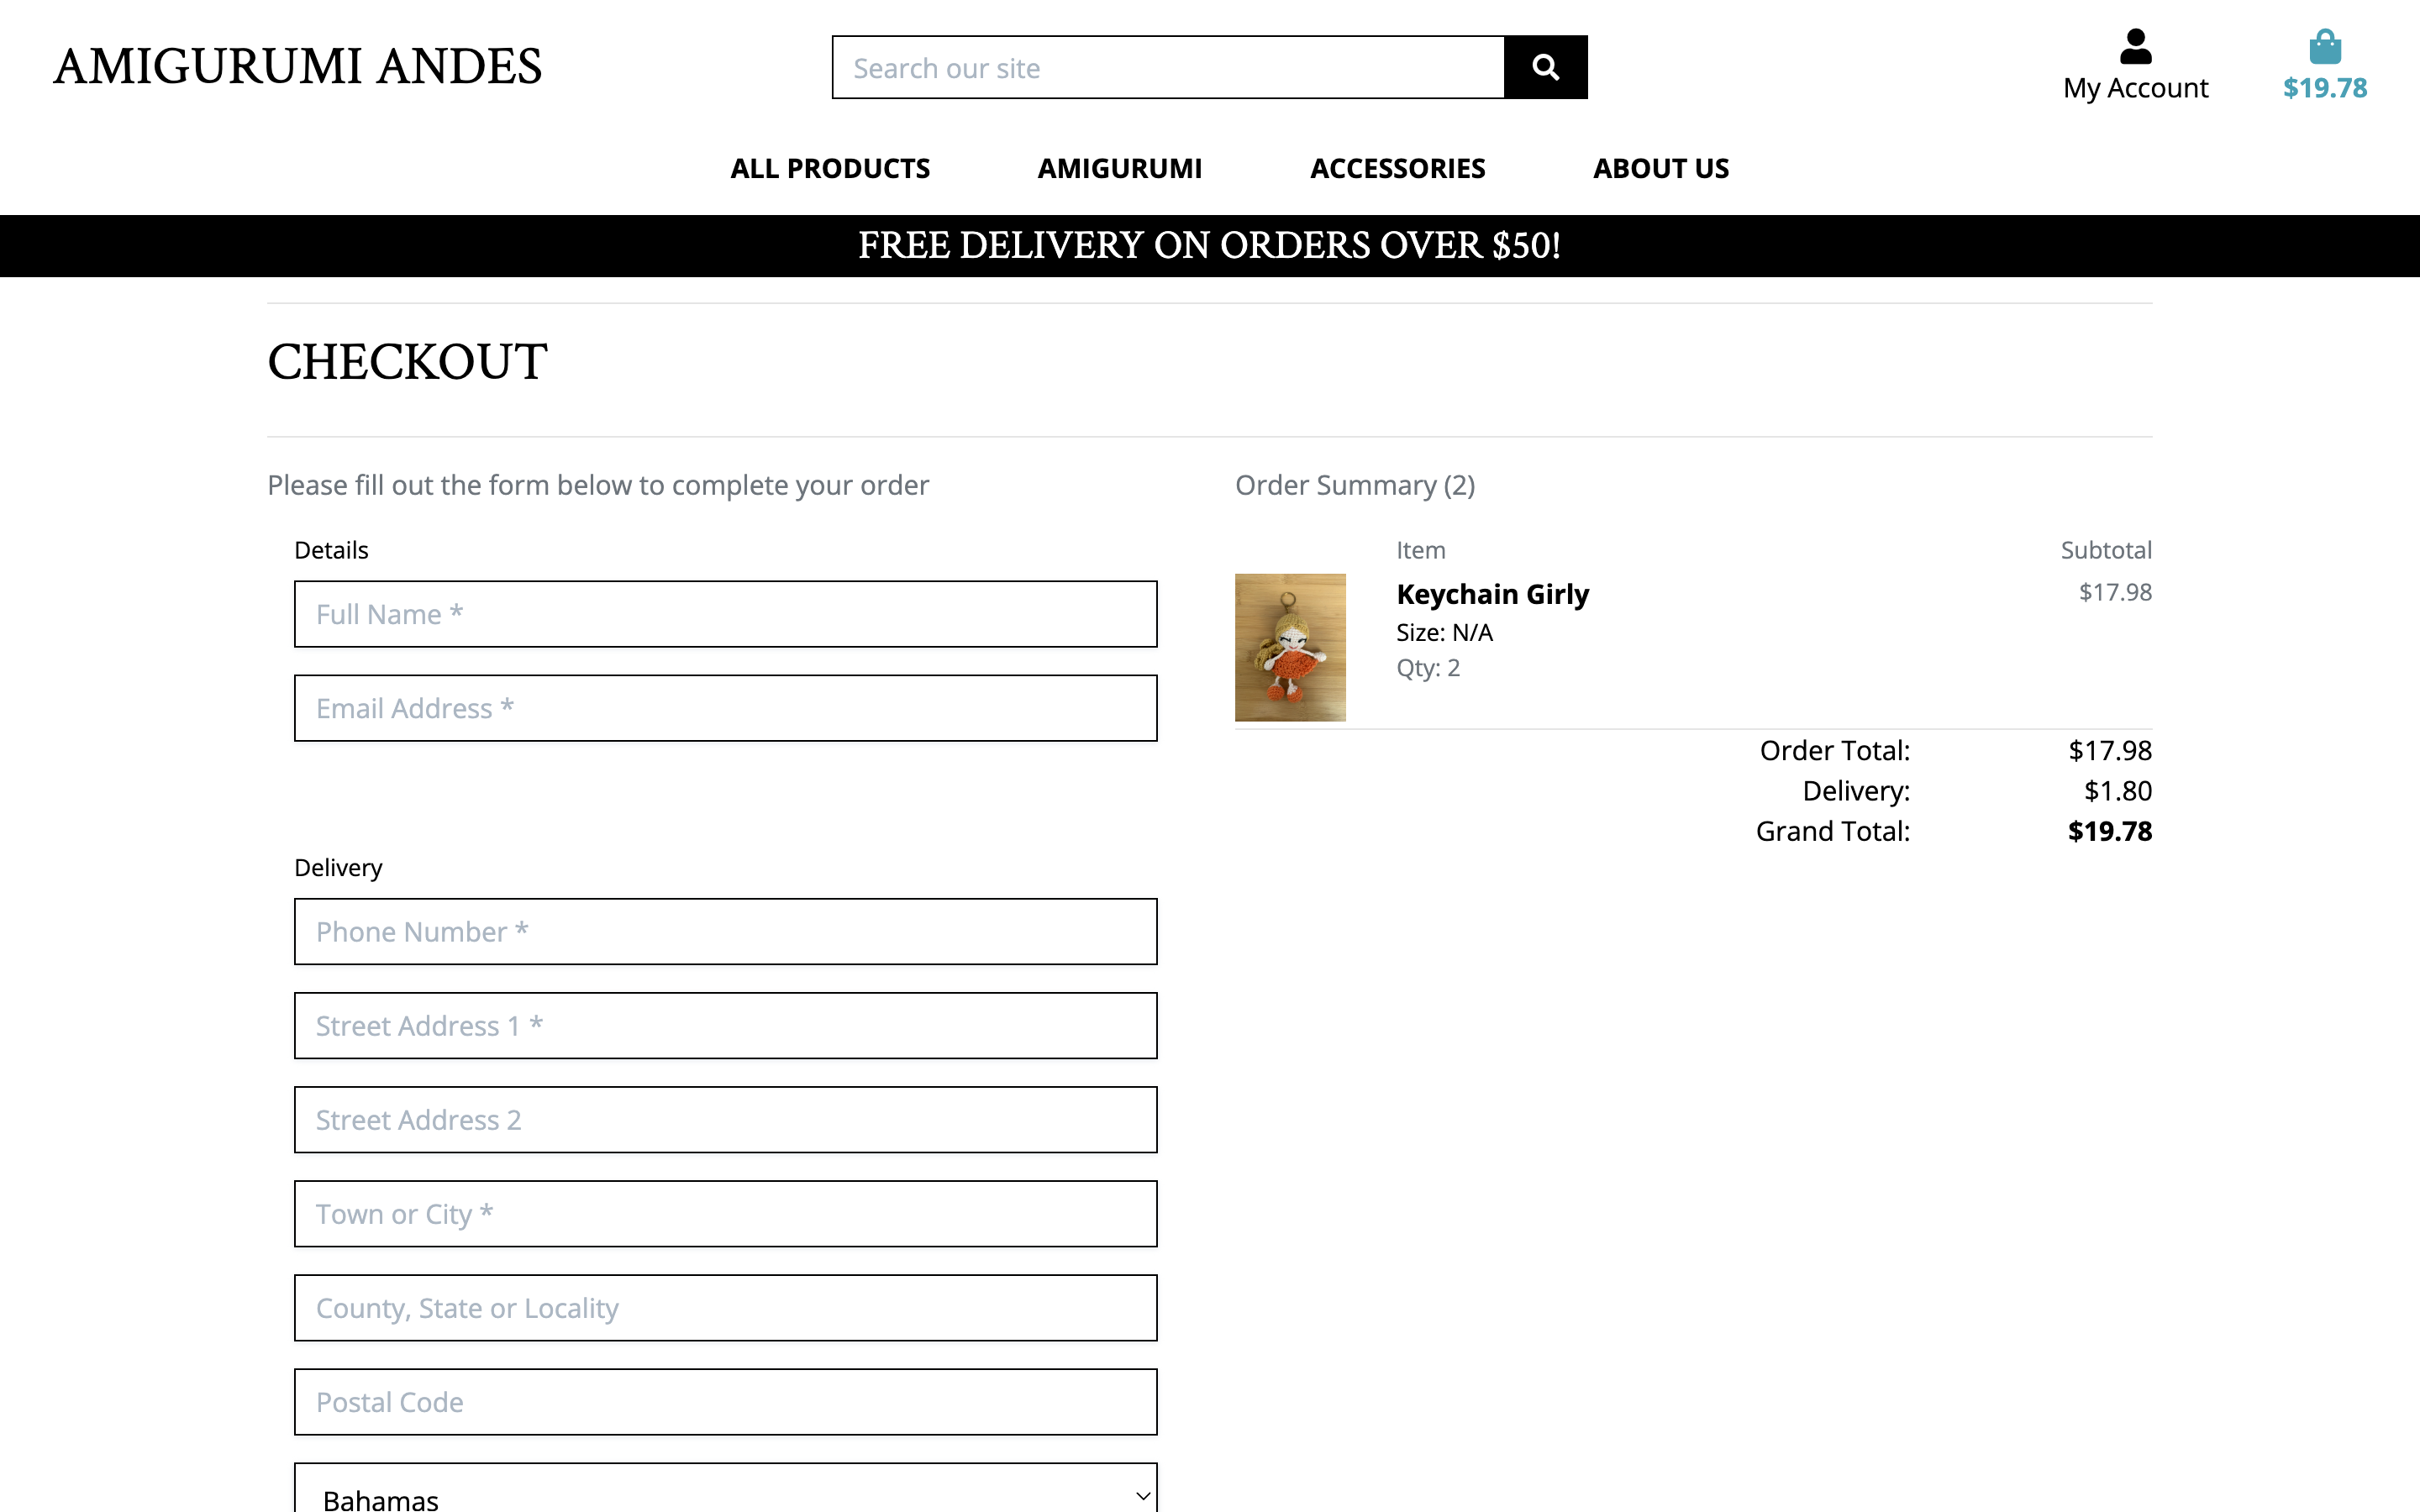 AMIGURUMI ANDES
Search our site
My Account
$19.78
ALL PRODUCTS
AMIGURUMI
ACCESSORIES
ABOUT US
FREE DELIVERY ON ORDERS OVER $50!
CHECKOUT
Please fill out the form below to complete your order
Details
Full Name *
Email Address *
Delivery
Phone Number *
Street Address 1 *
Street Address 2
Town or City *
County, State or Locality
Postal Code
Bahamas
Order Summary (2)
Item
Subtotal
Keychain Girly
$17.98
Size: N/A
Qty: 2
Order Total: $17.98
Delivery: $1.80
Grand Total: $19.78